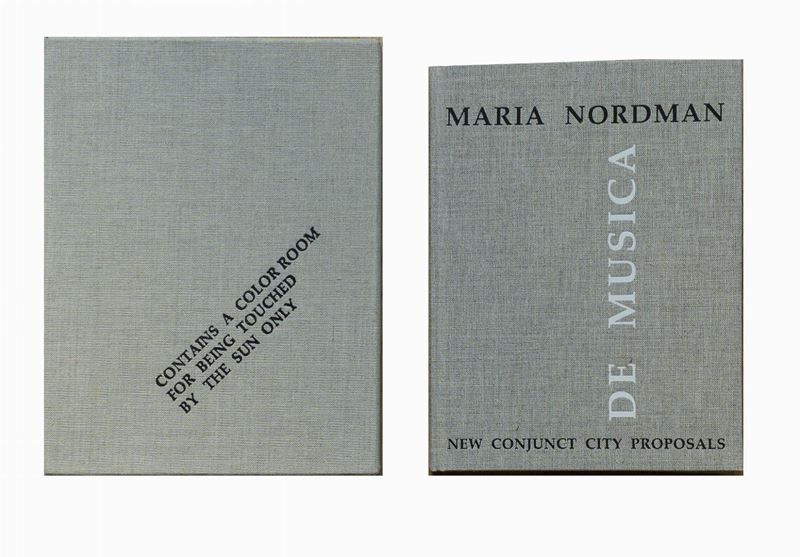 CONTAINS A COLOR ROOM
FOR BEING TOUCHED
BY THE SUN ONLY
MARIA NORDMAN
DE MUSICA
NEW CONJUNCT CITY PROPOSALS